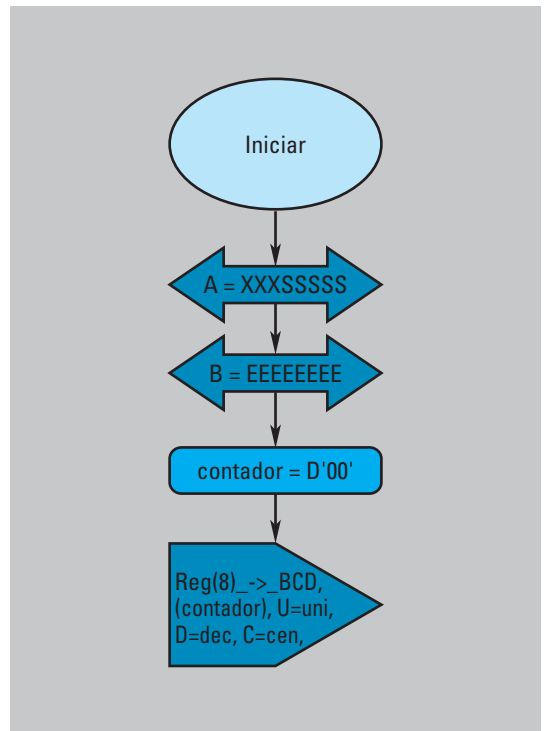 Iniciar
A = XXXSSSSS
B = EEEEEEEE
contador = D'00'
Reg(8)_->_BCD,
(contador), U=uni,
D=dec, C=cen,